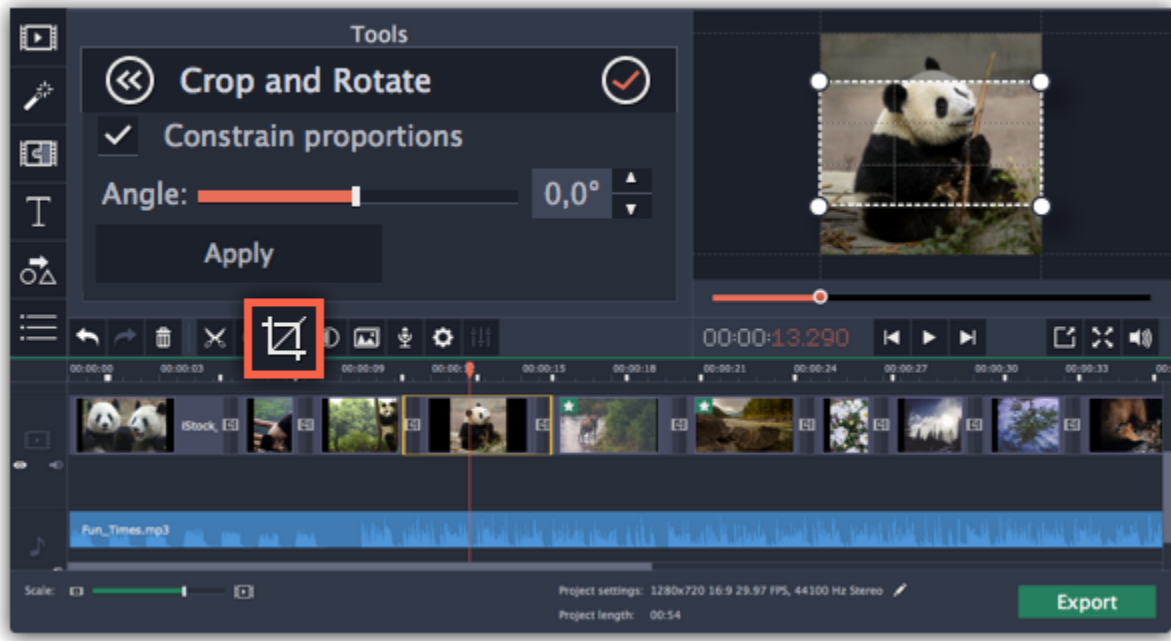 Tools
Crop and Rotate
Constrain proportions
Angle:
0,0°
Apply
T
00:00:13.290
00:00:00 00:00:03 00:00:09 00:00:15 00:00:18 00:00:21 00:00:24 00:00:27 00:00:30 00:00:33
iStock,
Fun_Times.mp3
Scale:
Project settings: 1280x720 16:9 29.97 FPS, 44100 Hz Stereo
Project length: 00:54
Export